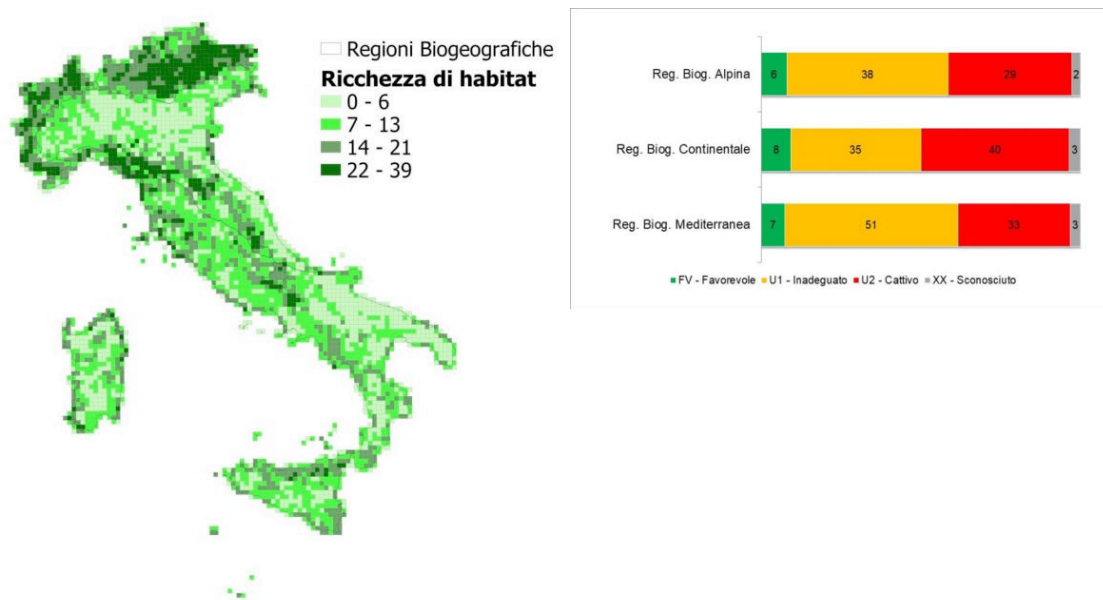 Regioni Biogeografiche
Ricchezza di habitat
0 - 6
7 - 13
14 - 21
22 - 39
Reg. Biog. Alpina 6 38 29 2
Reg. Biog. Continentale 8 35 40 3
Reg. Biog. Mediterranea 7 51 33 3
FV - Favorevole U1 - Inadeguato U2 - Cattivo XX - Sconosciuto